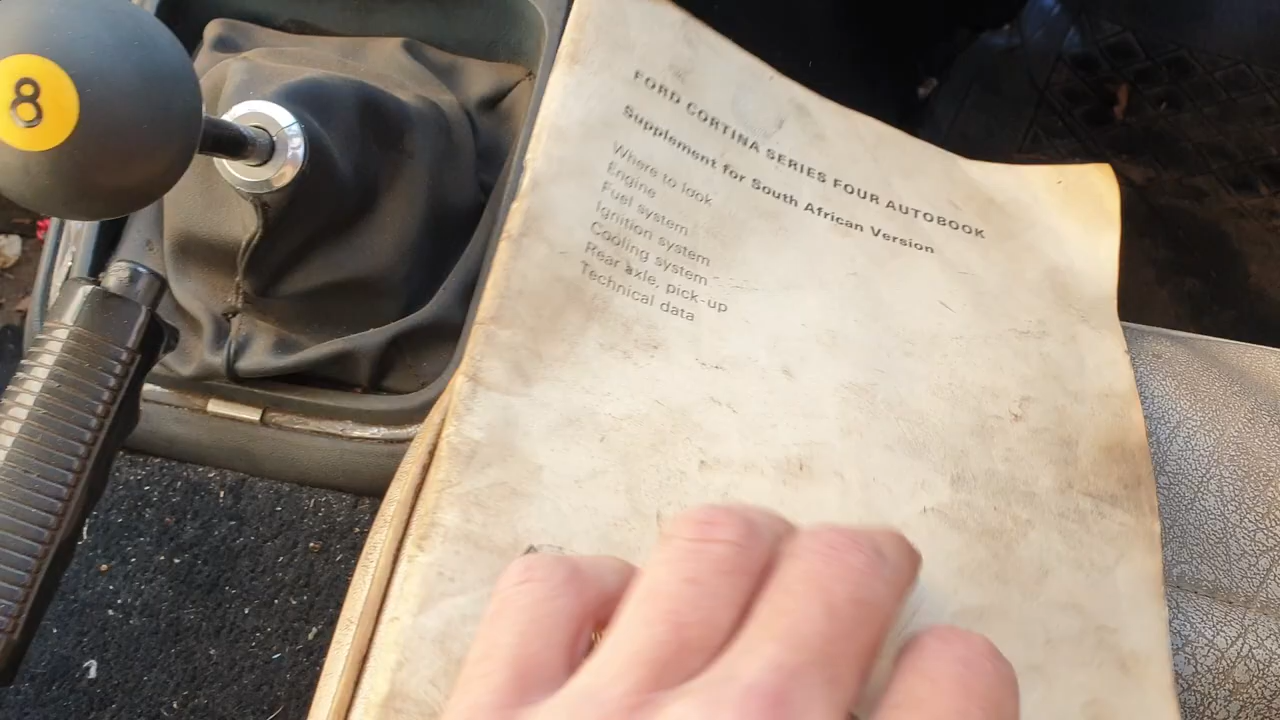 8
FORD CORTINA SERIES FOUR AUTOBOOK
Supplement for South African Version
Where to look
Engine
Fuel system
Ignition system
Cooling system
Rear axle, pick-up
Technical data